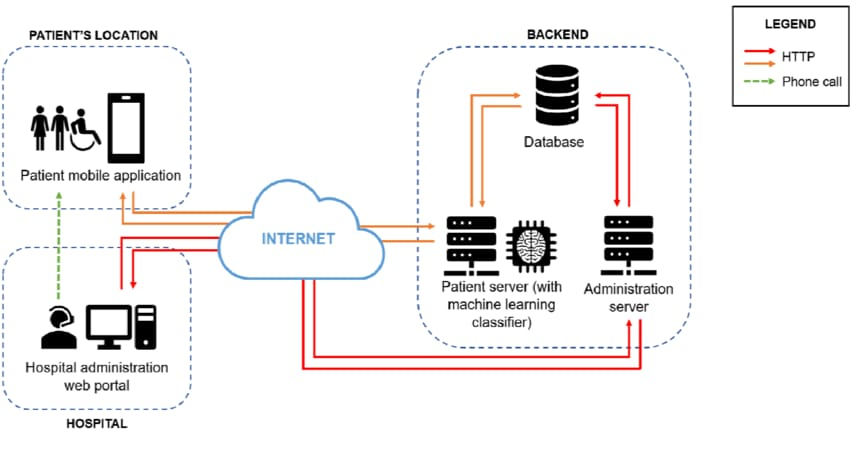 PATIENT'S LOCATION
Patient mobile application
BACKEND
Database
LEGEND
HTTP
Phone call
INTERNET
Patient server (with
machine learning
classifier)
Administration
server
Hospital administration
web portal
HOSPITAL